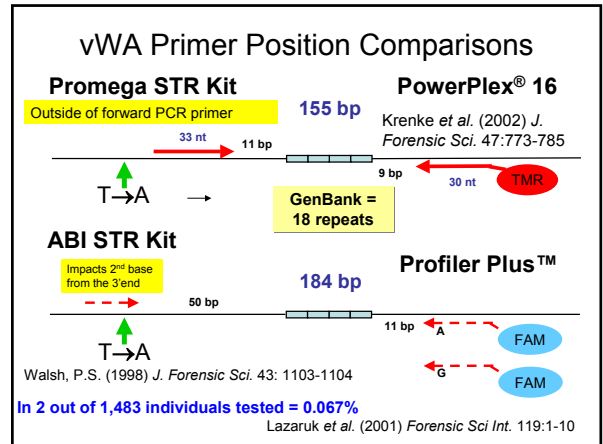 vWA Primer Position Comparisons
Promega STR Kit
PowerPlex® 16
Outside of forward PCR primer
155 bp
Krenke et al. (2002) J.
Forensic Sci. 47:773-785
33 nt
11 bp
9 bp
30 nt
TMR
T→A
→
GenBank =
18 repeats
ABI STR Kit
Profiler Plus™
Impacts 2nd base
from the 3'end
184 bp
50 bp
11 bp
A
FAM
T→A
G
FAM
Walsh, P.S. (1998) J. Forensic Sci. 43: 1103-1104
In 2 out of 1,483 individuals tested = 0.067%
Lazaruk et al. (2001) Forensic Sci Int. 119:1-10